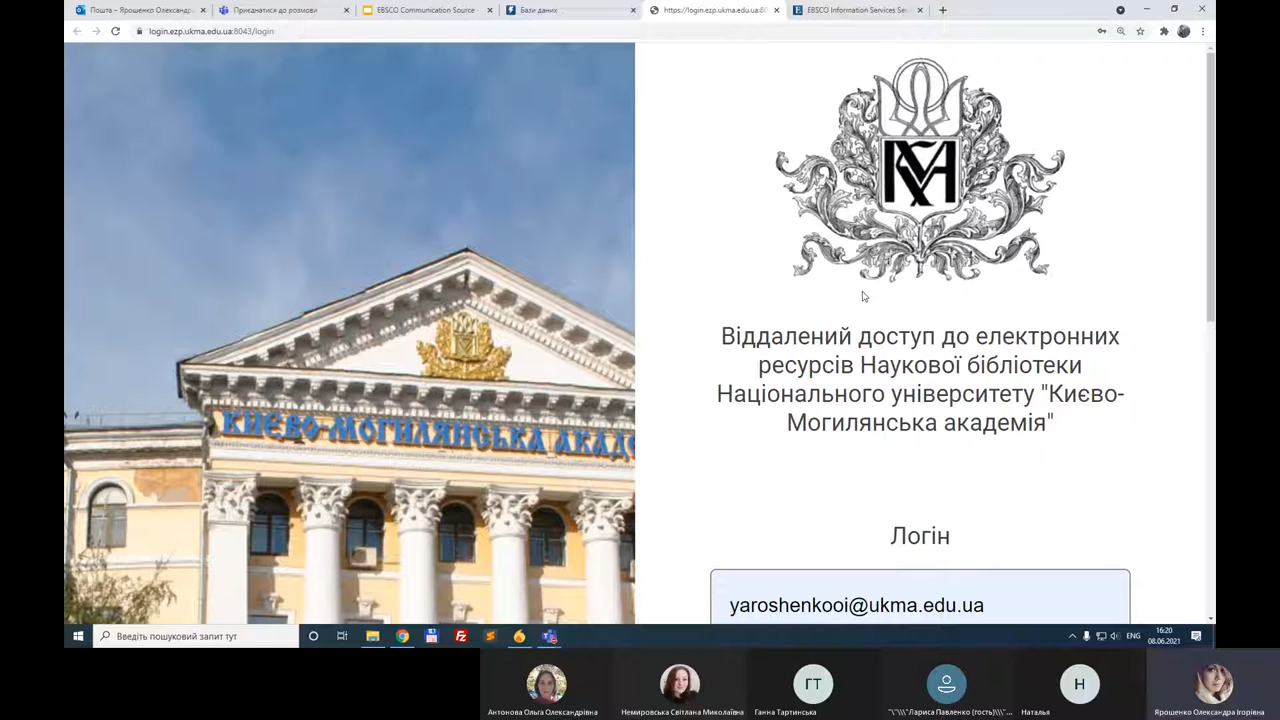 Пошта – Ярошенко Олександр
Приєднатися до розмови
EBSCO Communication Source -
Бази даних
https://login.ezp.ukma.edu.ua:80
EBSCO Information Services Se
login.ezp.ukma.edu.ua:8043/login
КИЄВО-МОГИЛЯНСЬКА АКАДЕ
Віддалений доступ до електронних
ресурсів Наукової бібліотеки
Національного університету "Києво-
Могилянська академія"
Логін
yaroshenkooi@ukma.edu.ua
Введіть пошуковий запит тут
ENG
16:20
08.06.2021
ГТ
Н
Антонова Ольга Олександрівна
Немировська Світлана Миколаївна
Ганна Тартинська
"\"\\\"Лариса Павленко (гость)\\\"...
Наталья
Ярошенко Олександра Ігорівна